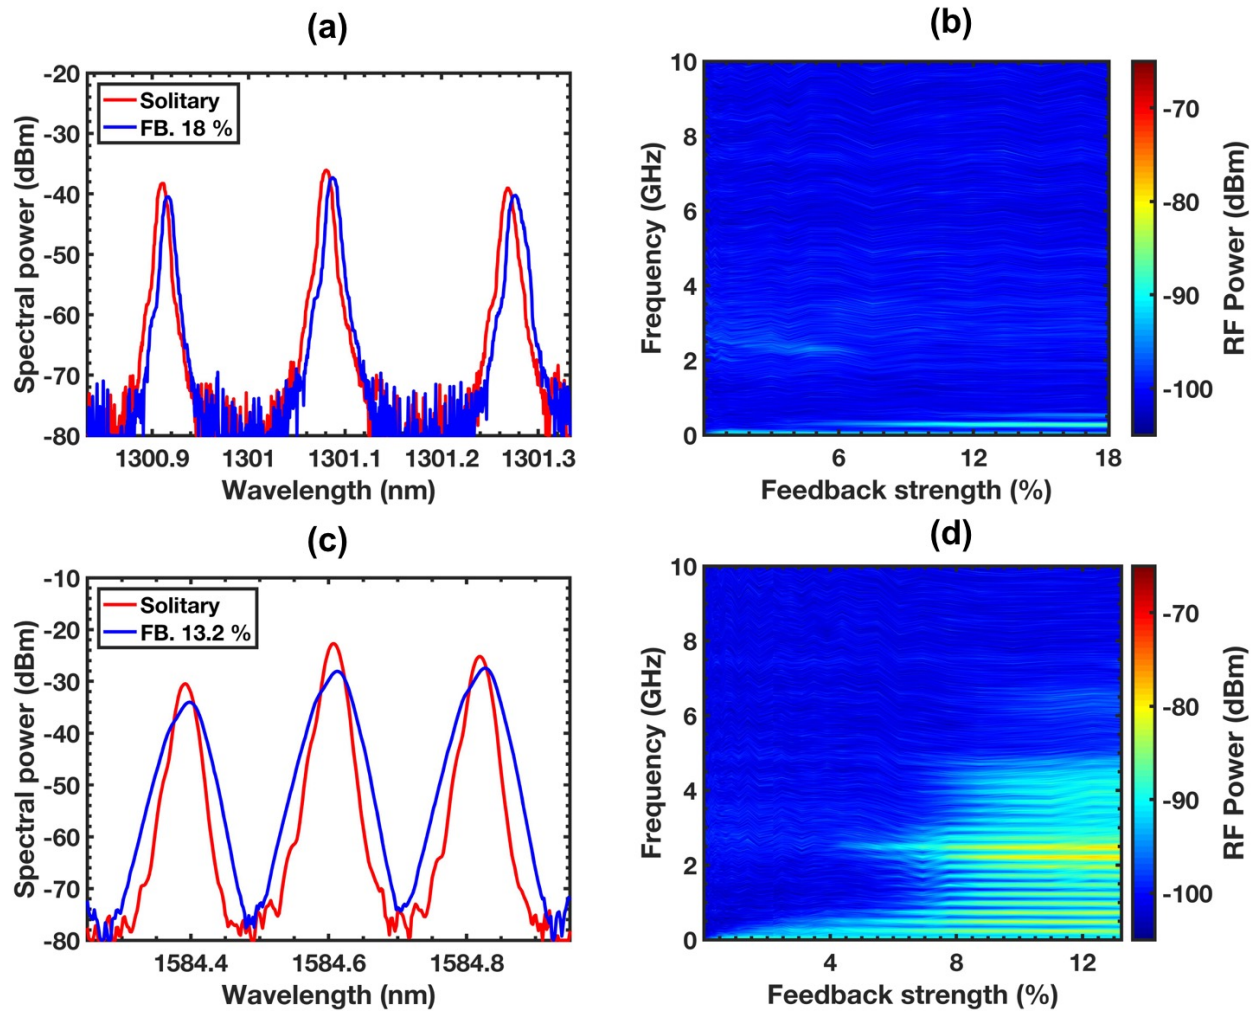 (a)
Solitary
FB. 18 %
-20
-30
-40
-50
-60
-70
-80
Spectral power (dBm)
1300.9 1301 1301.1 1301.2 1301.3
Wavelength (nm)
(b)
10
8
6
4
2
0
Frequency (GHz)
6 12 18
Feedback strength (%)
-70
-80
-90
-100
RF Power (dBm)
(c)
Solitary
FB. 13.2 %
-10
-20
-30
-40
-50
-60
-70
-80
Spectral power (dBm)
1584.4 1584.6 1584.8
Wavelength (nm)
(d)
10
8
6
4
2
0
Frequency (GHz)
4 8 12
Feedback strength (%)
-70
-80
-90
-100
RF Power (dBm)